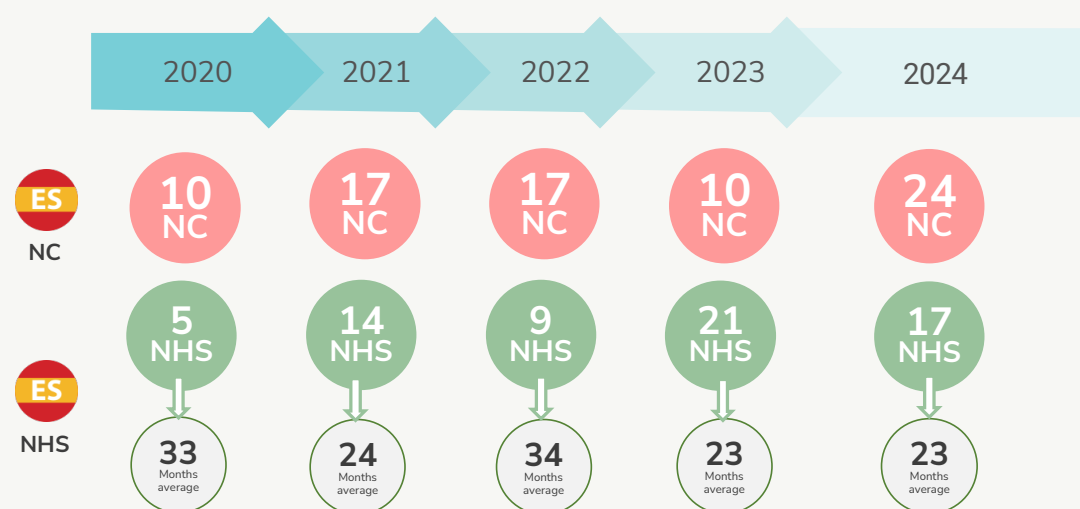 2020 2021 2022 2023 2024
ES
NC
10 17 17 10 24
NC NC NC NC NC
5 14 9 21 17
NHS NHS NHS NHS NHS
ES
NHS
33 24 34 23 23
Months Months Months Months Months
average average average average average